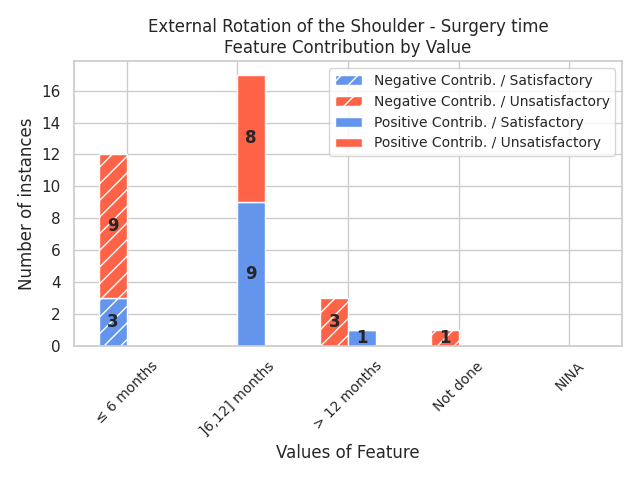 External Rotation of the Shoulder - Surgery time
Feature Contribution by Value
Number of instances
16
14
12
10
8
6
4
2
0
Negative Contrib. / Satisfactory
Negative Contrib. / Unsatisfactory
Positive Contrib. / Satisfactory
Positive Contrib. / Unsatisfactory
9
3
8
9
3
1
1
≤ 6 months
]6,12] months
> 12 months
Not done
NINA
Values of Feature